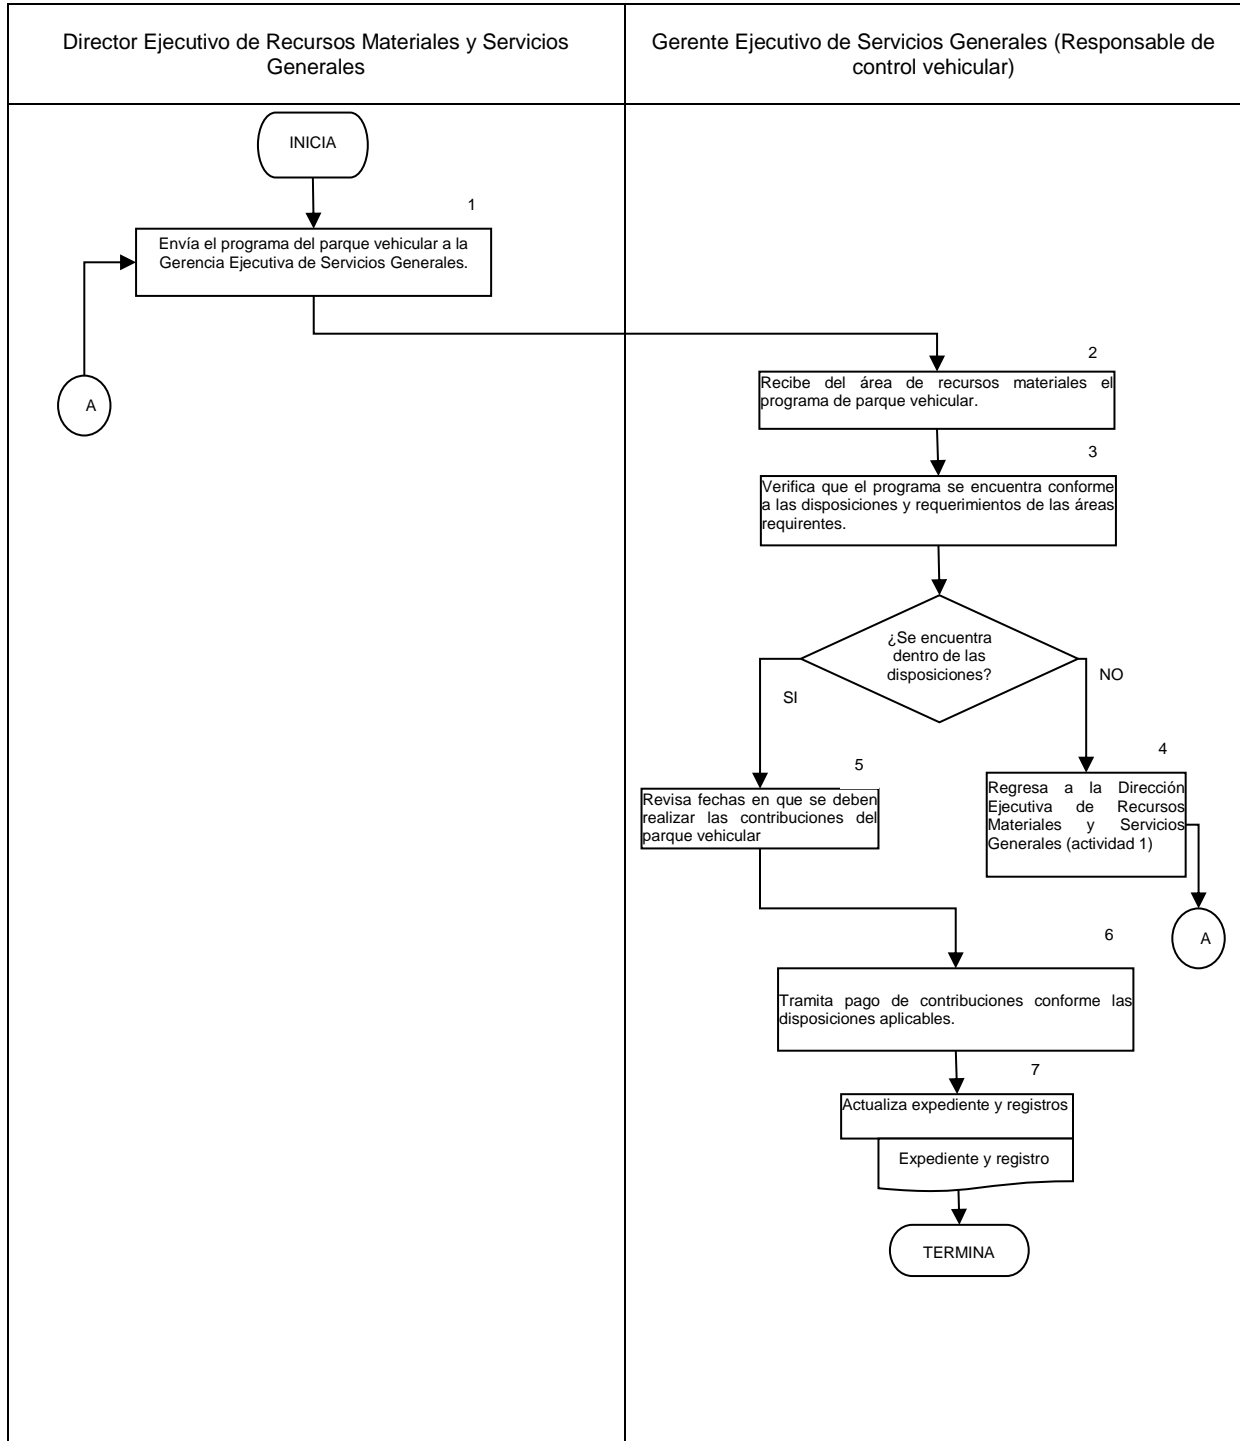 Director Ejecutivo de Recursos Materiales y Servicios
Generales
Gerente Ejecutivo de Servicios Generales (Responsable de
control vehicular)
INICIA
1
Envía el programa del parque vehicular a la
Gerencia Ejecutiva de Servicios Generales.
A
2
Recibe del área de recursos materiales el
programa de parque vehicular.
3
Verifica que el programa se encuentra conforme
a las disposiciones y requerimientos de las áreas
requirentes.
¿Se encuentra
dentro de las
disposiciones?
SI
NO
4
Regresa a la Dirección
Ejecutiva de Recursos
Materiales y Servicios
Generales (actividad 1)
A
5
Revisa fechas en que se deben
realizar las contribuciones del
parque vehicular
6
Tramita pago de contribuciones conforme las
disposiciones aplicables.
7
Actualiza expediente y registros
Expediente y registro
TERMINA